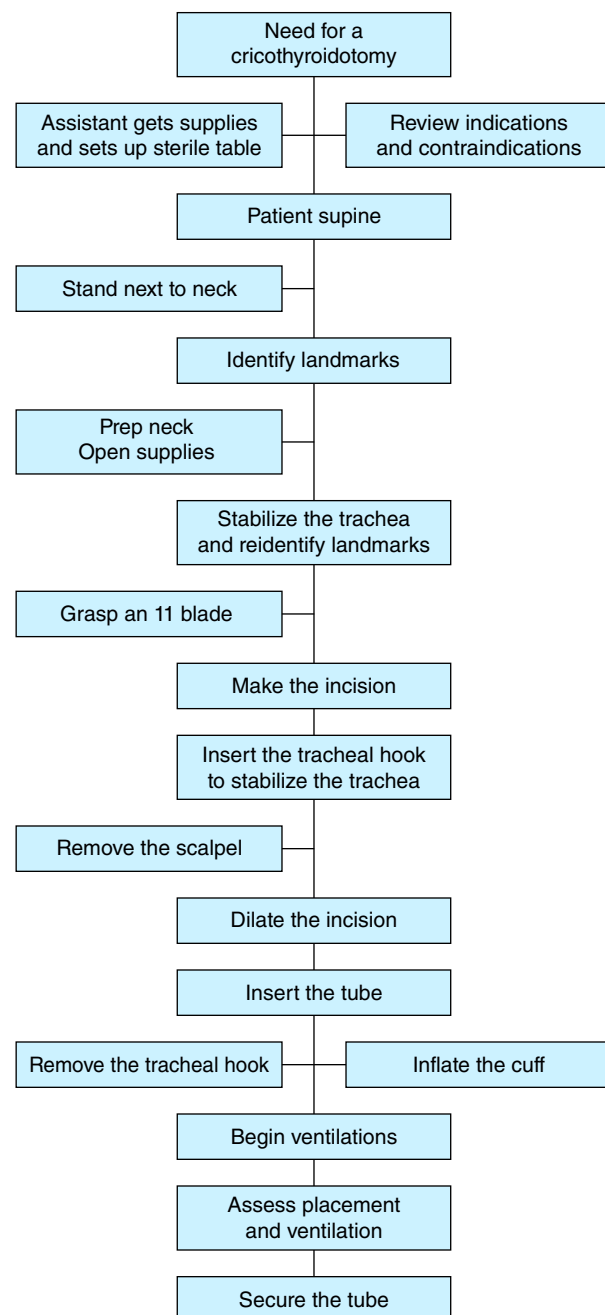 Need for a
cricothyroidotomy
Assistant gets supplies
and sets up sterile table
Review indications
and contraindications
Patient supine
Stand next to neck
Identify landmarks
Prep neck
Open supplies
Stabilize the trachea
and reidentify landmarks
Grasp an 11 blade
Make the incision
Insert the tracheal hook
to stabilize the trachea
Remove the scalpel
Dilate the incision
Insert the tube
Remove the tracheal hook
Inflate the cuff
Begin ventilations
Assess placement
and ventilation
Secure the tube